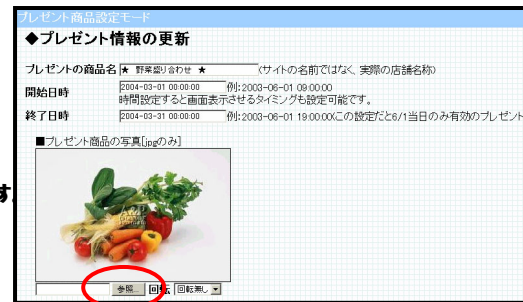 プレゼント商品設定モード
◆プレゼント情報の更新
プレゼントの商品名 ★ 野菜盛り合わせ ★ (サイトの名前ではなく、実際の店舗名称)
開始日時 2004-03-01 00:00:00 例):2003-06-01 09:00:00
時間設定すると画面表示させるタイミングも設定可能です。
終了日時 2004-03-31 00:00:00 例):2003-06-01 19:00:00(この設定だと6/1当日のみ有効のプレゼント
■プレゼント商品の写真[jpgのみ]
す
参照... 回転 回転無し